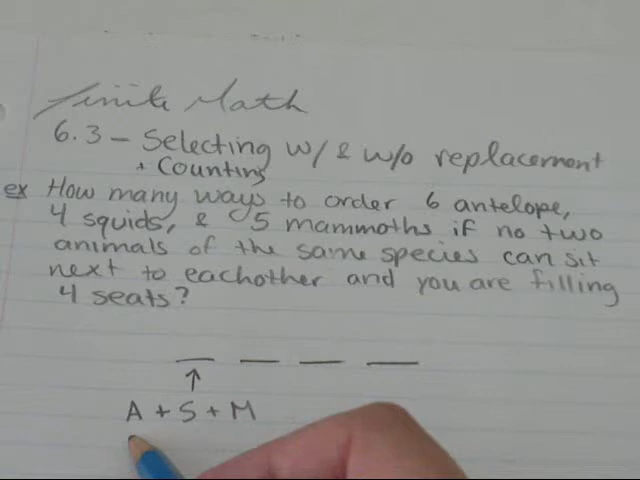 Finite Math
6.3 - Selecting w/ & w/o replacement
+ Counting
ex How many ways to order 6 antelope,
4 squids, & 5 mammoths if no two
animals of the same species can sit
next to eachother and you are filling
4 seats?
A + S + M